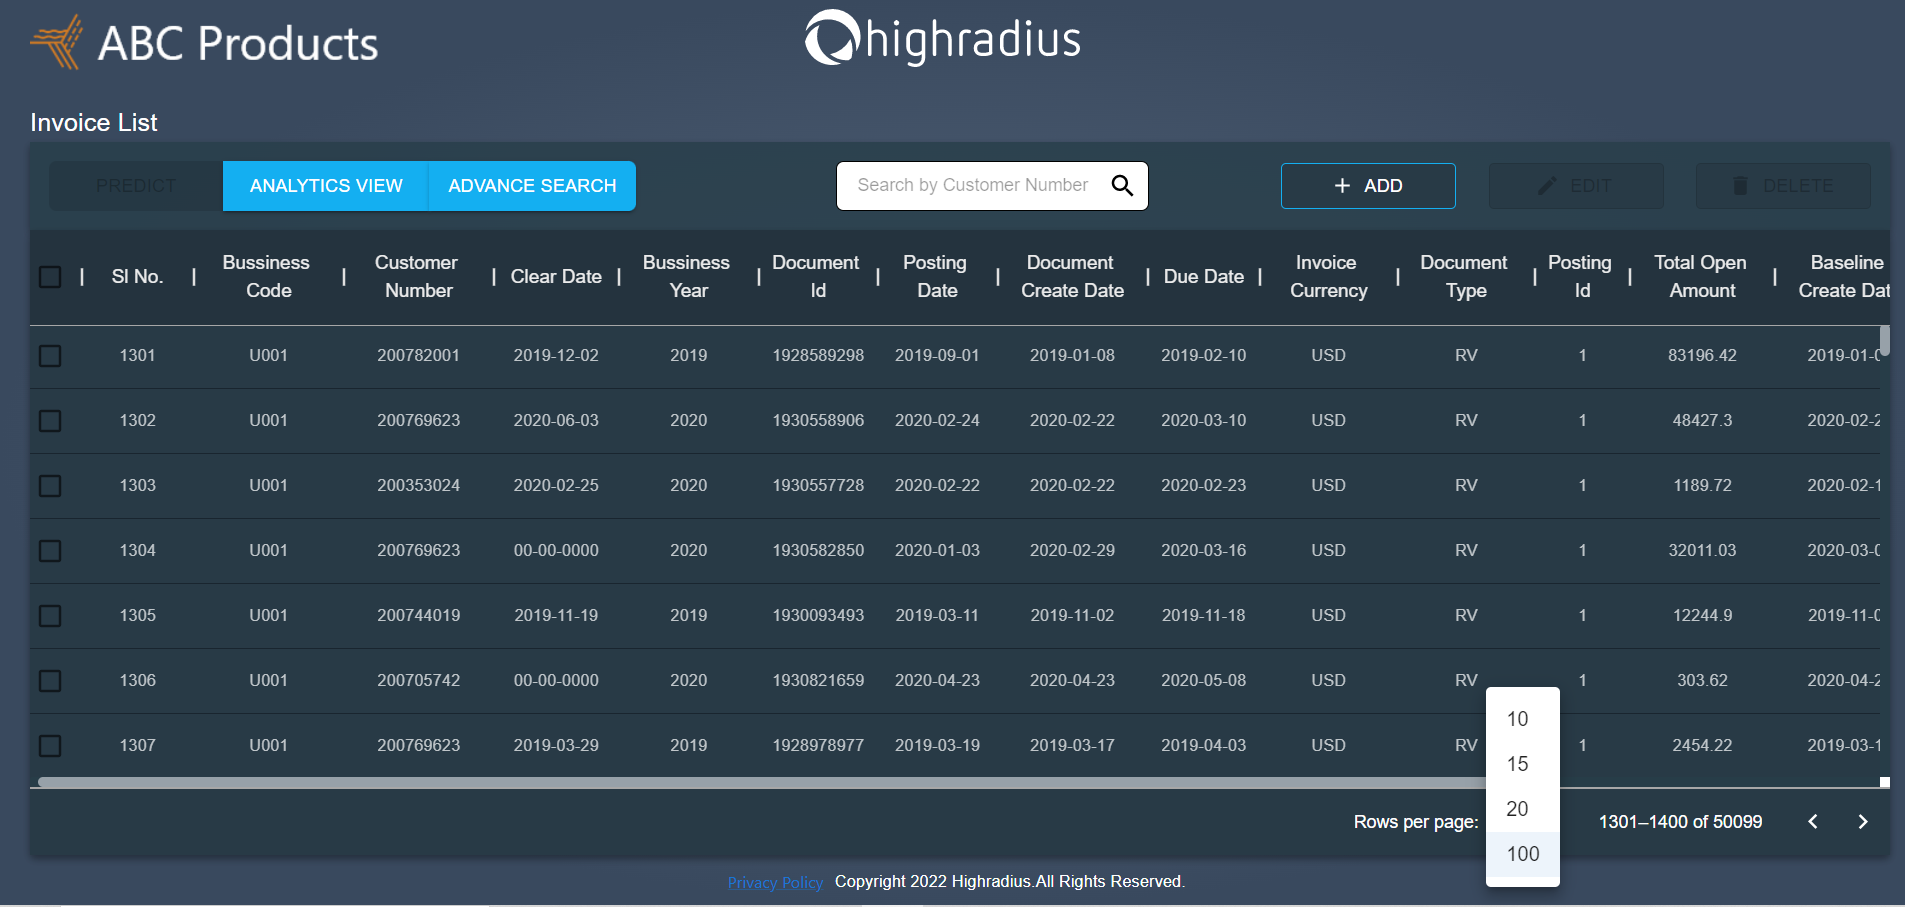 ABC Products
highradius
Invoice List
PREDICT ANALYTICS VIEW ADVANCE SEARCH Search by Customer Number + ADD EDIT DELETE
Sl No. | Bussiness Code | Customer Number | Clear Date | Bussiness Year | Document Id | Posting Date | Document Create Date | Due Date | Invoice Currency | Document Type | Posting Id | Total Open Amount | Baseline Create Dat
1301 U001 200782001 2019-12-02 2019 1928589298 2019-09-01 2019-01-08 2019-02-10 USD RV 1 83196.42 2019-01-0
1302 U001 200769623 2020-06-03 2020 1930558906 2020-02-24 2020-02-22 2020-03-10 USD RV 1 48427.3 2020-02-2
1303 U001 200353024 2020-02-25 2020 1930557728 2020-02-22 2020-02-22 2020-02-23 USD RV 1 1189.72 2020-02-1
1304 U001 200769623 00-00-0000 2020 1930582850 2020-01-03 2020-02-29 2020-03-16 USD RV 1 32011.03 2020-03-0
1305 U001 200744019 2019-11-19 2019 1930093493 2019-03-11 2019-11-02 2019-11-18 USD RV 1 12244.9 2019-11-0
1306 U001 200705742 00-00-0000 2020 1930821659 2020-04-23 2020-04-23 2020-05-08 USD RV 1 303.62 2020-04-2
1307 U001 200769623 2019-03-29 2019 1928978977 2019-03-19 2019-03-17 2019-04-03 USD RV 1 2454.22 2019-03-1
10
15
20
100
Rows per page: 1301–1400 of 50099
Privacy Policy Copyright 2022 Highradius.All Rights Reserved.